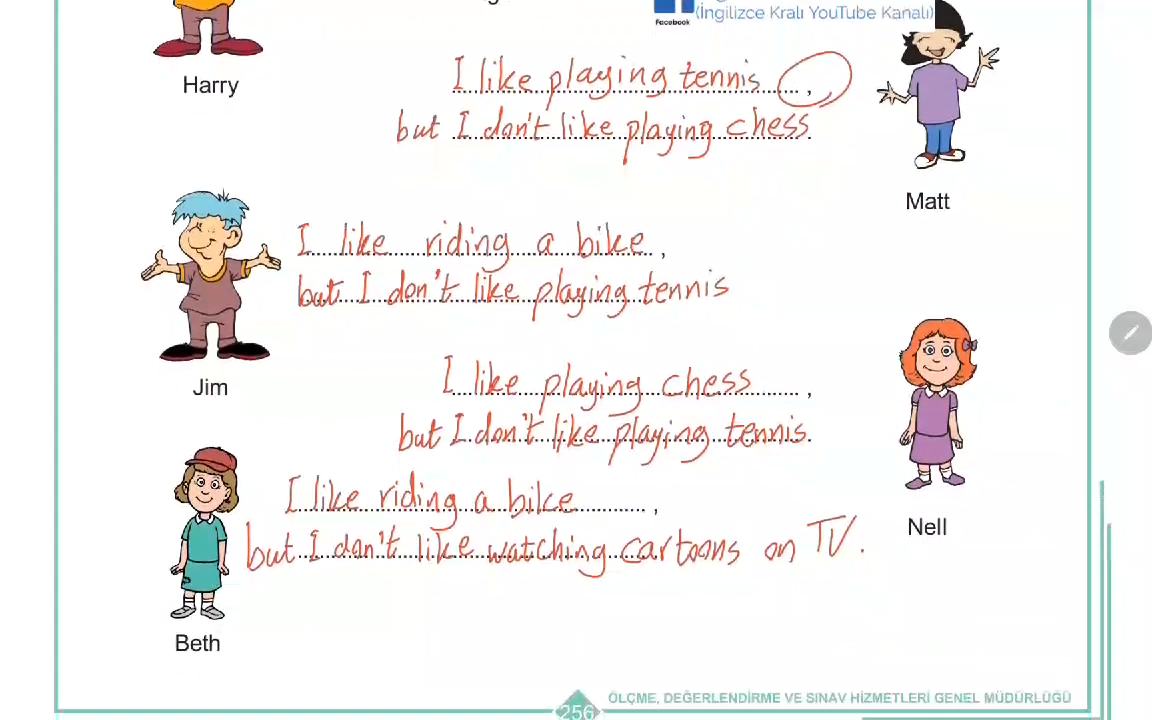 (İngilizce Kralı YouTube Kanalı)
Facebook
Harry
I like playing tennis ,
but I don't like playing chess.
Matt
I like riding a bike ,
but I don't like playing tennis
Jim
I like playing chess ,
but I don't like playing tennis.
Nell
I like riding a bike ,
but I don't like watching cartoons on TV.
Beth
ÖLÇME, DEĞERLENDİRME VE SINAV HİZMETLERİ GENEL MÜDÜRLÜĞÜ
256